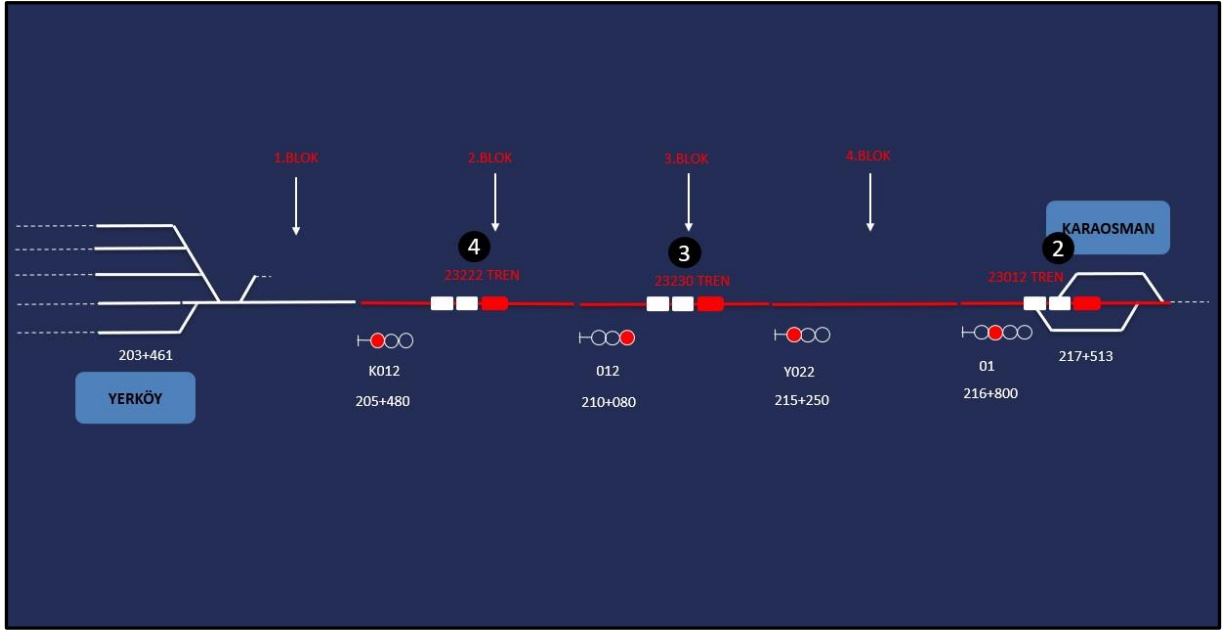 1.BLOK
2.BLOK
3.BLOK
4.BLOK
KARAOSMAN
4
3
2
23222 TREN
23230 TREN
23012 TREN
203+461
K012
012
Y022
01
217+513
YERKÖY
205+480
210+080
215+250
216+800